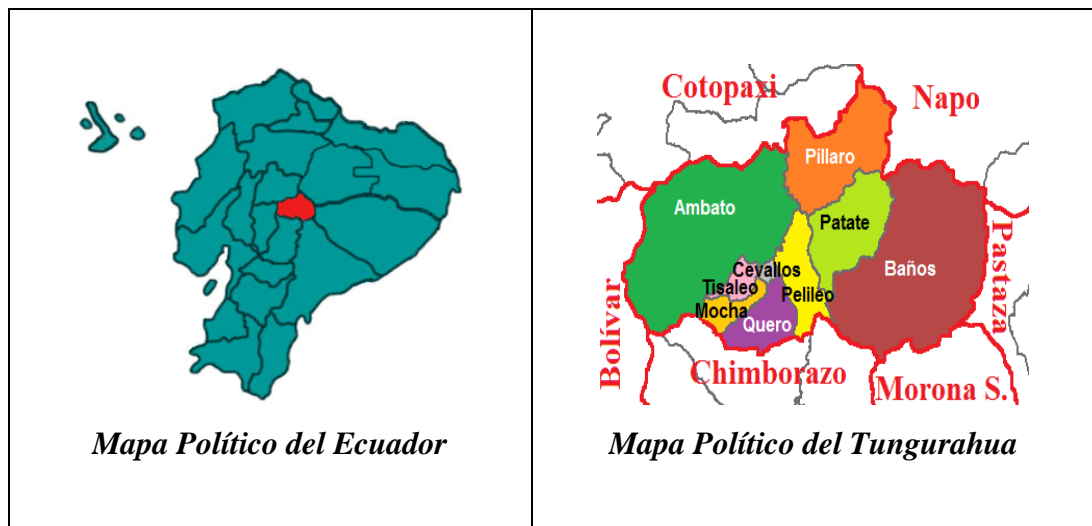 Mapa Político del Ecuador
Cotopaxi
Napo
Píllaro
Ambato
Patate
Cevallos
Baños
Tisaleo
Pelileo
Mocha
Quero
Bolívar
Pastaza
Chimborazo
Morona S.
Mapa Político del Tungurahua